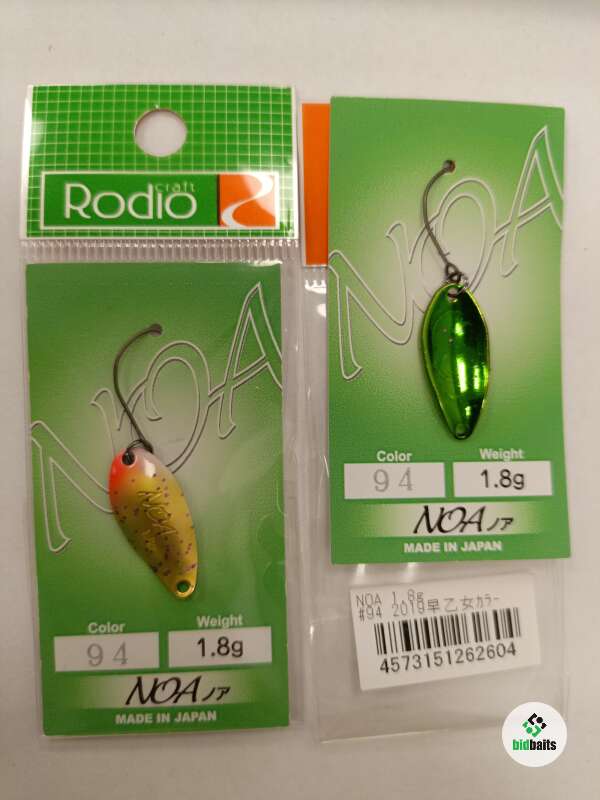 Rodio
craft
NOA
NOA
Color
Weight
94
1.8g
NOAノア
MADE IN JAPAN
NOA
Color
Weight
94
1.8g
NOAノア
MADE IN JAPAN
NOA 1.8g
#94 2019早乙女ｶﾗｰ
4573151262604
bidbaits